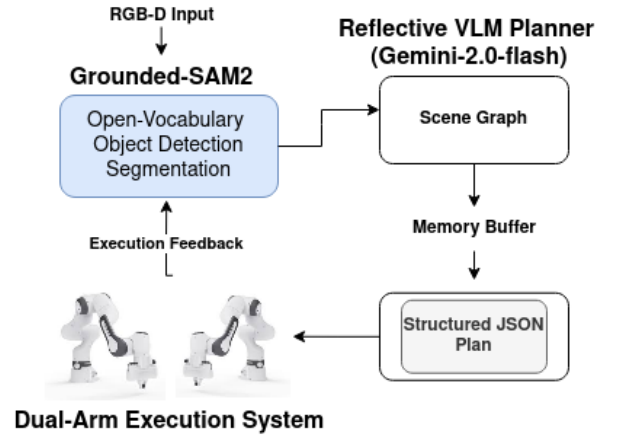 RGB-D Input
Grounded-SAM2
Open-Vocabulary
Object Detection
Segmentation
Reflective VLM Planner
(Gemini-2.0-flash)
Scene Graph
Memory Buffer
Structured JSON
Plan
Execution Feedback
Dual-Arm Execution System